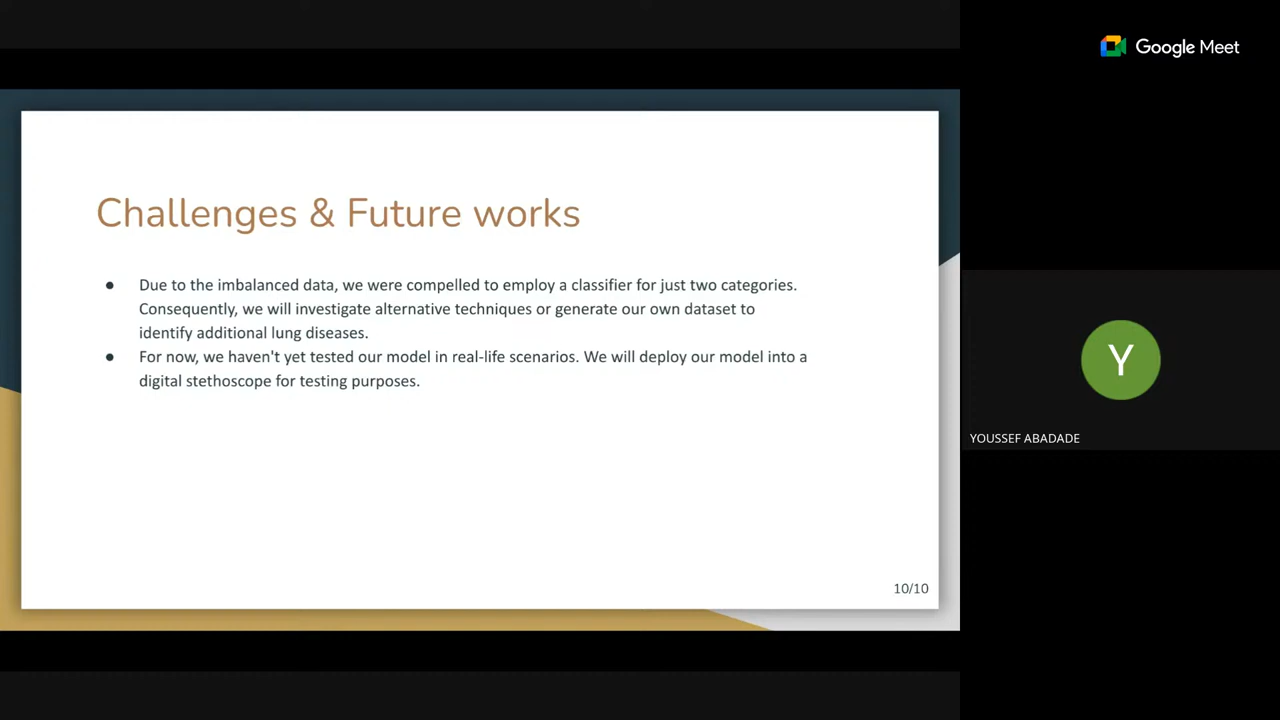 Google Meet
Challenges & Future works
● Due to the imbalanced data, we were compelled to employ a classifier for just two categories.
Consequently, we will investigate alternative techniques or generate our own dataset to
identify additional lung diseases.
● For now, we haven't yet tested our model in real-life scenarios. We will deploy our model into a
digital stethoscope for testing purposes.
10/10
Y
YOUSSEF ABADADE